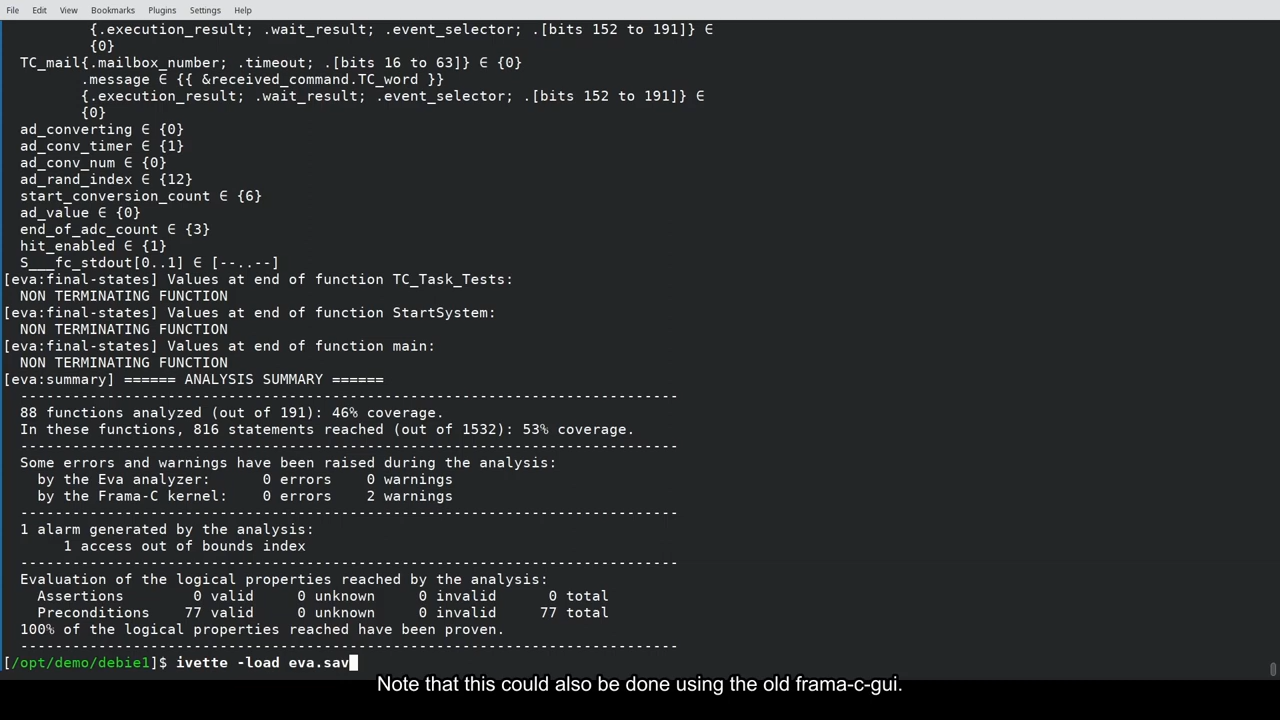 File Edit View Bookmarks Plugins Settings Help
{.execution_result; .wait_result; .event_selector; .[bits 152 to 191]} ∈
{0}
TC_mail{.mailbox_number; .timeout; .[bits 16 to 63]} ∈ {0}
.message ∈ {{ &received_command.TC_word }}
{.execution_result; .wait_result; .event_selector; .[bits 152 to 191]} ∈
{0}
ad_converting ∈ {0}
ad_conv_timer ∈ {1}
ad_conv_num ∈ {0}
ad_rand_index ∈ {12}
start_conversion_count ∈ {6}
ad_value ∈ {0}
end_of_adc_count ∈ {3}
hit_enabled ∈ {1}
S___fc_stdout[0..1] ∈ [--..--]
[eva:final-states] Values at end of function TC_Task_Tests:
NON TERMINATING FUNCTION
[eva:final-states] Values at end of function StartSystem:
NON TERMINATING FUNCTION
[eva:final-states] Values at end of function main:
NON TERMINATING FUNCTION
[eva:summary] ====== ANALYSIS SUMMARY ======
----------------------------------------------------------------------------
88 functions analyzed (out of 191): 46% coverage.
In these functions, 816 statements reached (out of 1532): 53% coverage.
----------------------------------------------------------------------------
Some errors and warnings have been raised during the analysis:
by the Eva analyzer: 0 errors 0 warnings
by the Frama-C kernel: 0 errors 2 warnings
----------------------------------------------------------------------------
1 alarm generated by the analysis:
1 access out of bounds index
----------------------------------------------------------------------------
Evaluation of the logical properties reached by the analysis:
Assertions 0 valid 0 unknown 0 invalid 0 total
Preconditions 77 valid 0 unknown 0 invalid 77 total
100% of the logical properties reached have been proven.
----------------------------------------------------------------------------
[/opt/demo/debie1]$ ivette -load eva.sav
Note that this could also be done using the old frama-c-gui.